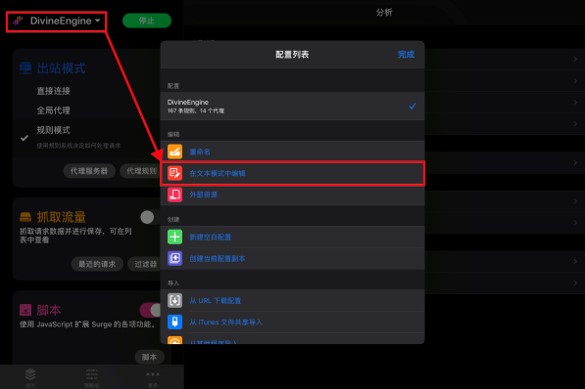 DivineEngine
停止
分析
出站模式
直接连接
全局代理
规则模式
使用规则系统决定如何处理请求
代理服务器
代理规则
抓取流量
抓取请求数据并进行保存，可在列
表中查看
最近的请求
过滤器
脚本
使用 JavaScript 扩展 Surge 的各项功能，
脚本
配置列表
完成
配置
DivineEngine
167 条规则，14 个代理
编辑
重命名
在文本模式中编辑
外部资源
创建
新建空白配置
创建当前配置副本
导入
从 URL 下载配置
从 iTunes 文件共享导入